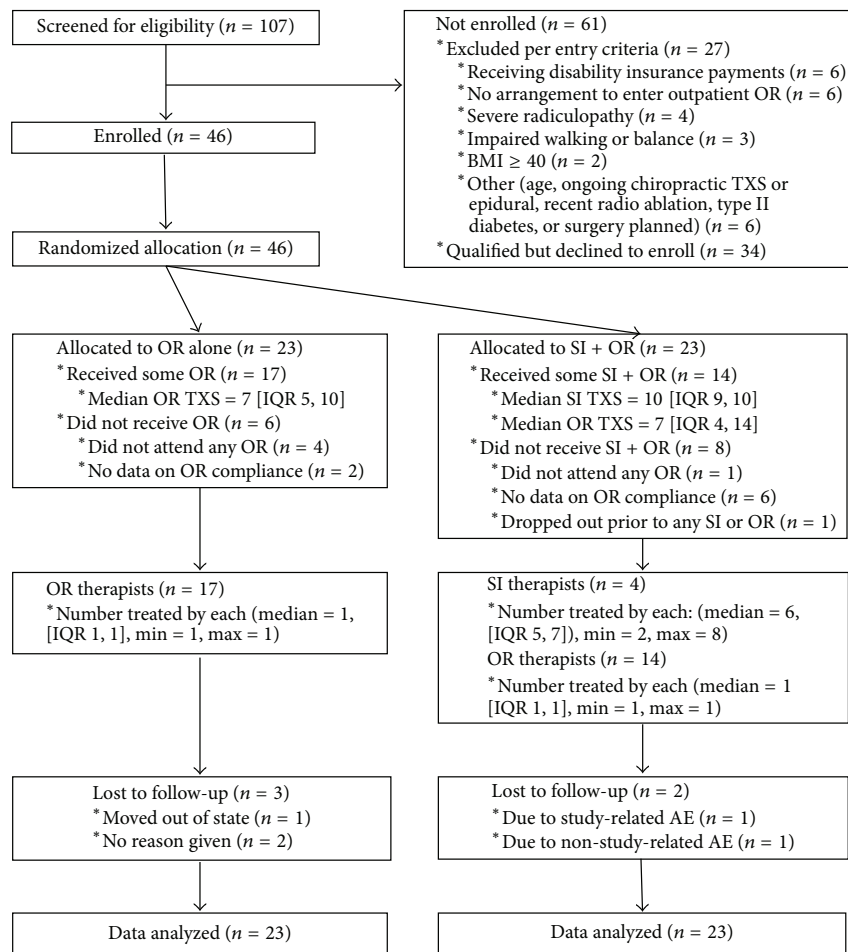 Screened for eligibility (n = 107)
Not enrolled (n = 61)
*Excluded per entry criteria (n = 27)
*Receiving disability insurance payments (n = 6)
*No arrangement to enter outpatient OR (n = 6)
*Severe radiculopathy (n = 4)
*Impaired walking or balance (n = 3)
*BMI ≥ 40 (n = 2)
*Other (age, ongoing chiropractic TXS or
epidural, recent radio ablation, type II
diabetes, or surgery planned) (n = 6)
*Qualified but declined to enroll (n = 34)
Enrolled (n = 46)
Randomized allocation (n = 46)
Allocated to OR alone (n = 23)
*Received some OR (n = 17)
*Median OR TXS = 7 [IQR 5, 10]
*Did not receive OR (n = 6)
*Did not attend any OR (n = 4)
*No data on OR compliance (n = 2)
Allocated to SI + OR (n = 23)
*Received some SI + OR (n = 14)
*Median SI TXS = 10 [IQR 9, 10]
*Median OR TXS = 7 [IQR 4, 14]
*Did not receive SI + OR (n = 8)
*Did not attend any OR (n = 1)
*No data on OR compliance (n = 6)
*Dropped out prior to any SI or OR (n = 1)
OR therapists (n = 17)
*Number treated by each (median = 1,
[IQR 1, 1], min = 1, max = 1)
SI therapists (n = 4)
*Number treated by each: (median = 6,
[IQR 5, 7]), min = 2, max = 8)
OR therapists (n = 14)
*Number treated by each (median = 1
[IQR 1, 1], min = 1, max = 1)
Lost to follow-up (n = 3)
*Moved out of state (n = 1)
*No reason given (n = 2)
Lost to follow-up (n = 2)
*Due to study-related AE (n = 1)
*Due to non-study-related AE (n = 1)
Data analyzed (n = 23)
Data analyzed (n = 23)